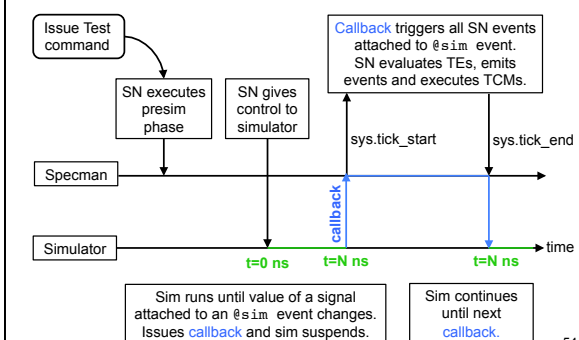 Issue Test
command
Callback triggers all SN events
attached to @sim event.
SN evaluates TEs, emits
events and executes TCMs.
SN executes
presim
phase
SN gives
control to
simulator
sys.tick_start
sys.tick_end
Specman
callback
Simulator
time
t=0 ns
t=N ns
t=N ns
Sim runs until value of a signal
attached to an @sim event changes.
Issues callback and sim suspends.
Sim continues
until next
callback.